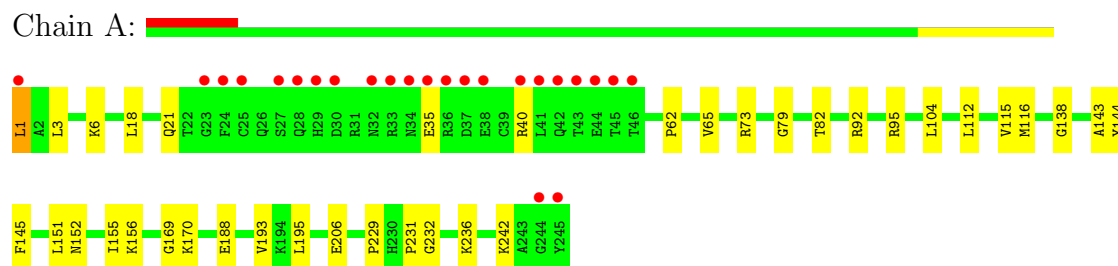 Chain A:
L1 A2 L3 K6 L18 Q21 T22 G23 F24 C25 Q26 S27 Q28 H29 D30 R31 N32 R33 N34 E35 R36 D37 E38 C39 R40 L41 Q42 T43 E44 T45 T46 P62 V65 R73 G79 T82 R92 R95 L104 L112 V115 M116 G138 A143
F145 L151 N152 I155 K156 G169 K170 E188 V193 K194 L195 E206 P229 H230 P231 G232 K236 K242 A243 G244 Y245